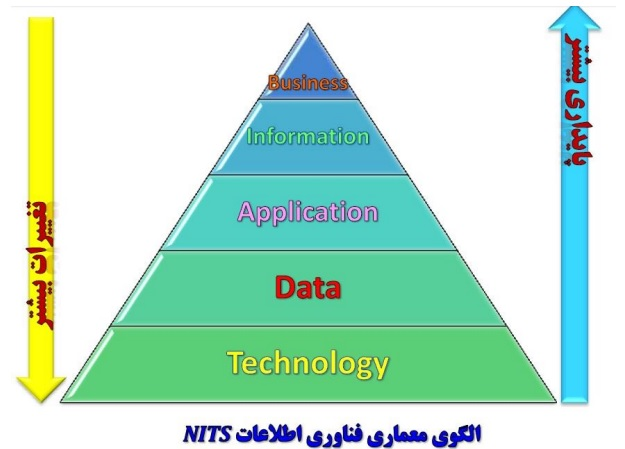 Business
Information
Application
Data
Technology
تغییرات بیشتر
پایداری بیشتر
الگوی معماری فناوری اطلاعات NITS